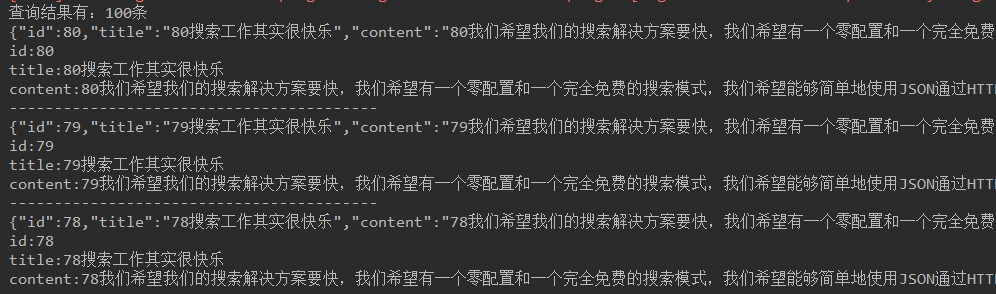 查询结果有: 100条
{"id":80,"title":"80搜索工作其实很快乐","content":"80我们希望我们的搜索解决方案要快，我们希望有一个零配置和一个完全免费
id:80
title:80搜索工作其实很快乐
content:80我们希望我们的搜索解决方案要快，我们希望有一个零配置和一个完全免费的搜索模式，我们希望能够简单地使用JSON通过HTT
----------------------------------------
{"id":79,"title":"79搜索工作其实很快乐","content":"79我们希望我们的搜索解决方案要快，我们希望有一个零配置和一个完全免费
id:79
title:79搜索工作其实很快乐
content:79我们希望我们的搜索解决方案要快，我们希望有一个零配置和一个完全免费的搜索模式，我们希望能够简单地使用JSON通过HTT
----------------------------------------
{"id":78,"title":"78搜索工作其实很快乐","content":"78我们希望我们的搜索解决方案要快，我们希望有一个零配置和一个完全免费
id:78
title:78搜索工作其实很快乐
content:78我们希望我们的搜索解决方案要快，我们希望有一个零配置和一个完全免费的搜索模式，我们希望能够简单地使用JSON通过HTT